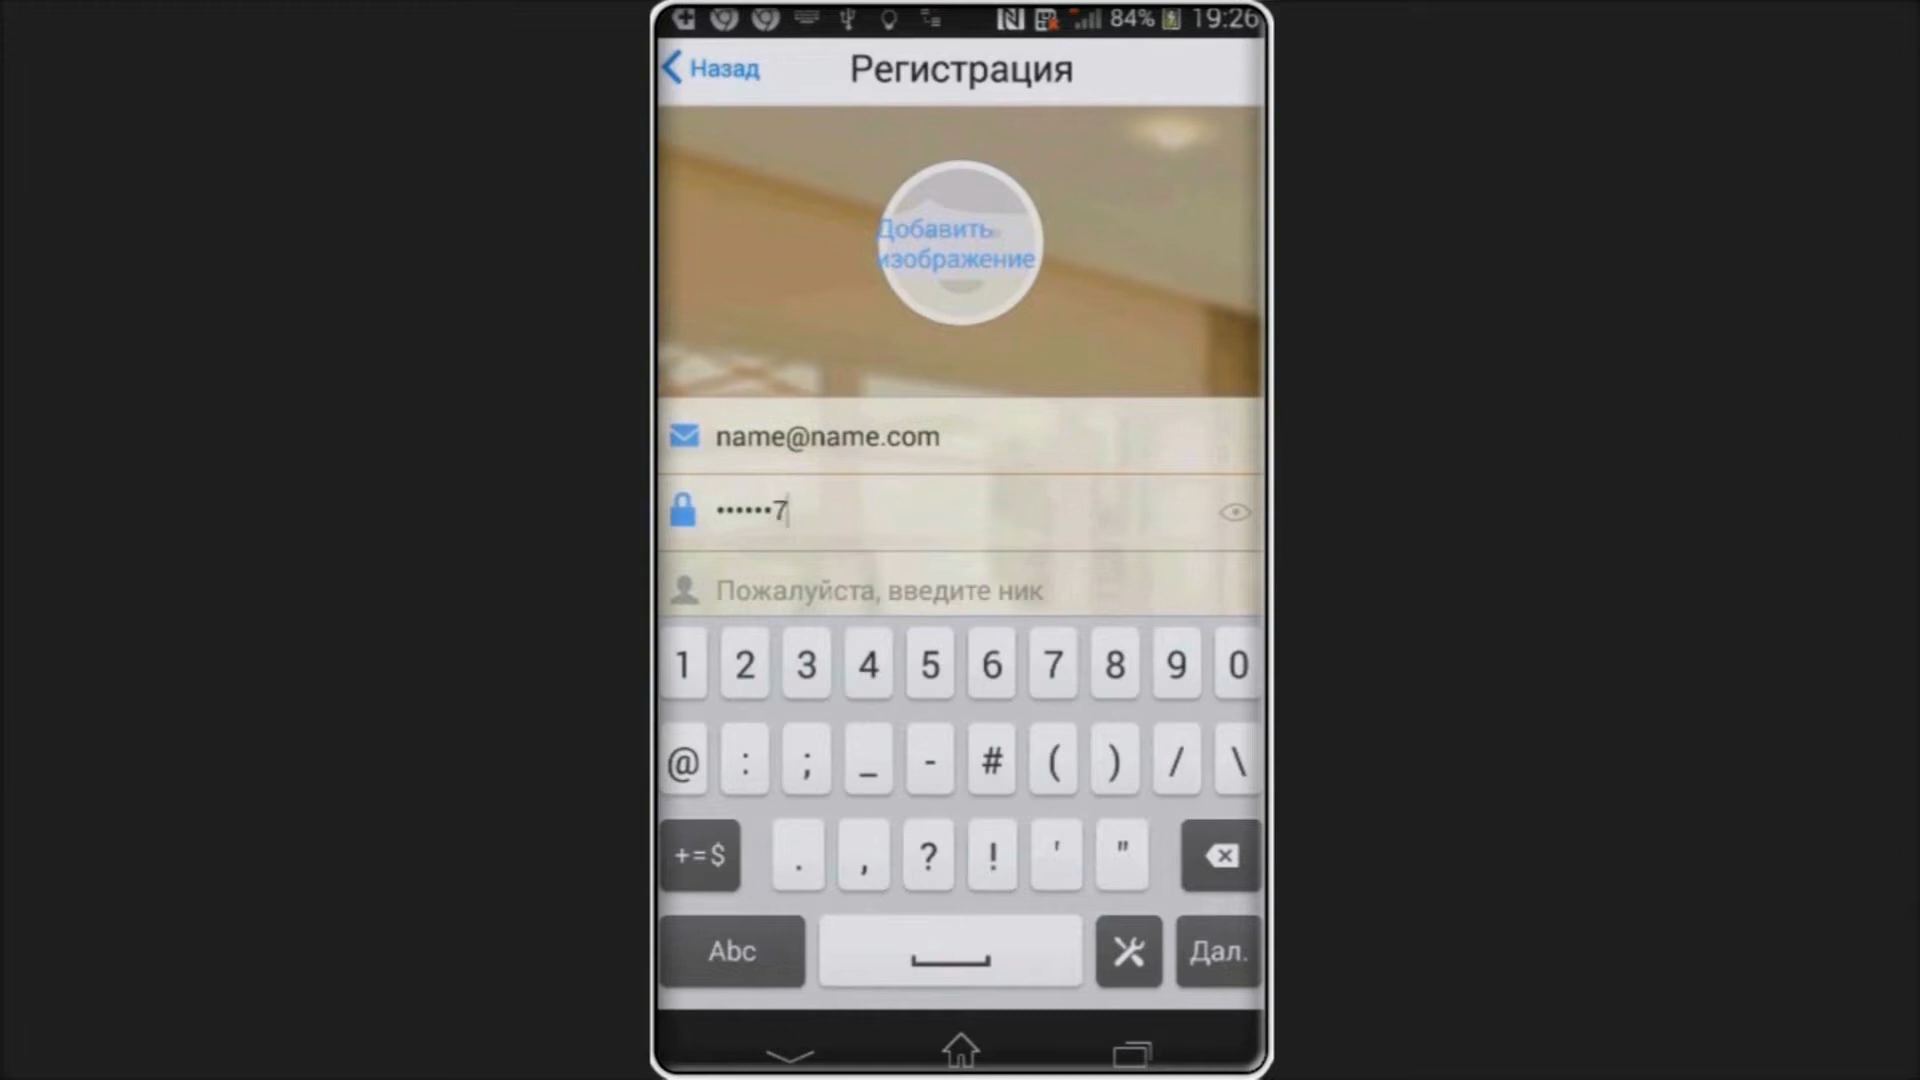 84% 19:26
Назад Регистрация
Добавить
изображение
name@name.com
••••••7
Пожалуйста, введите ник
1 2 3 4 5 6 7 8 9 0
@ : ; _ - # ( ) / \
+=$ . , ? ! ' "
Abc Дал.